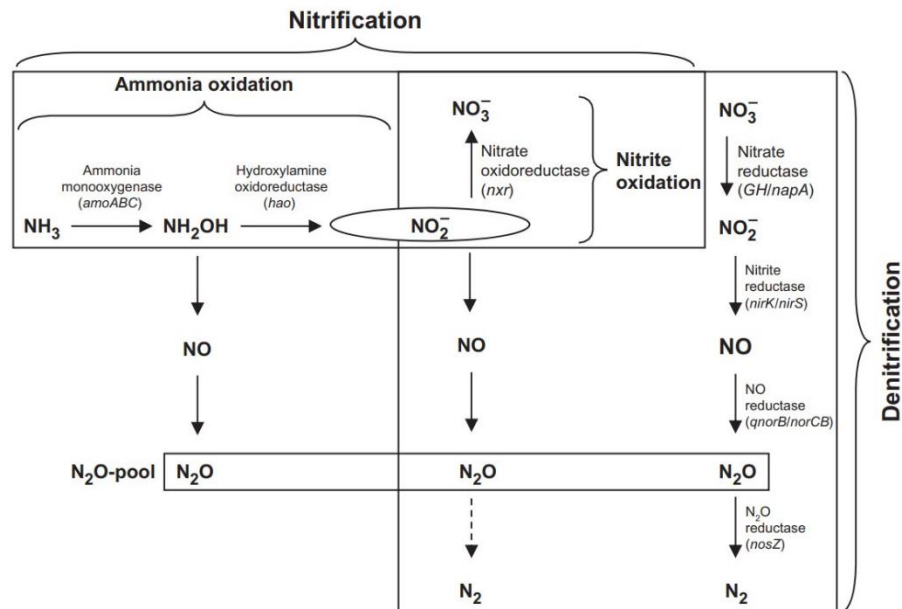 Nitrification
Ammonia oxidation
Ammonia
monooxygenase
(amoABC)
Hydroxylamine
oxidoreductase
(hao)
NH₃
NH₂OH
NO₂⁻
NO₃⁻
Nitrate
oxidoreductase
(nxr)
Nitrite
oxidation
NO₃⁻
Nitrate
reductase
(GH/napA)
NO₂⁻
Nitrite
reductase
(nirK/nirS)
NO
NO
NO
NO
reductase
(qnorB/norCB)
N₂O-pool
N₂O
N₂O
N₂O
N₂O
reductase
(nosZ)
N₂
N₂
Denitrification